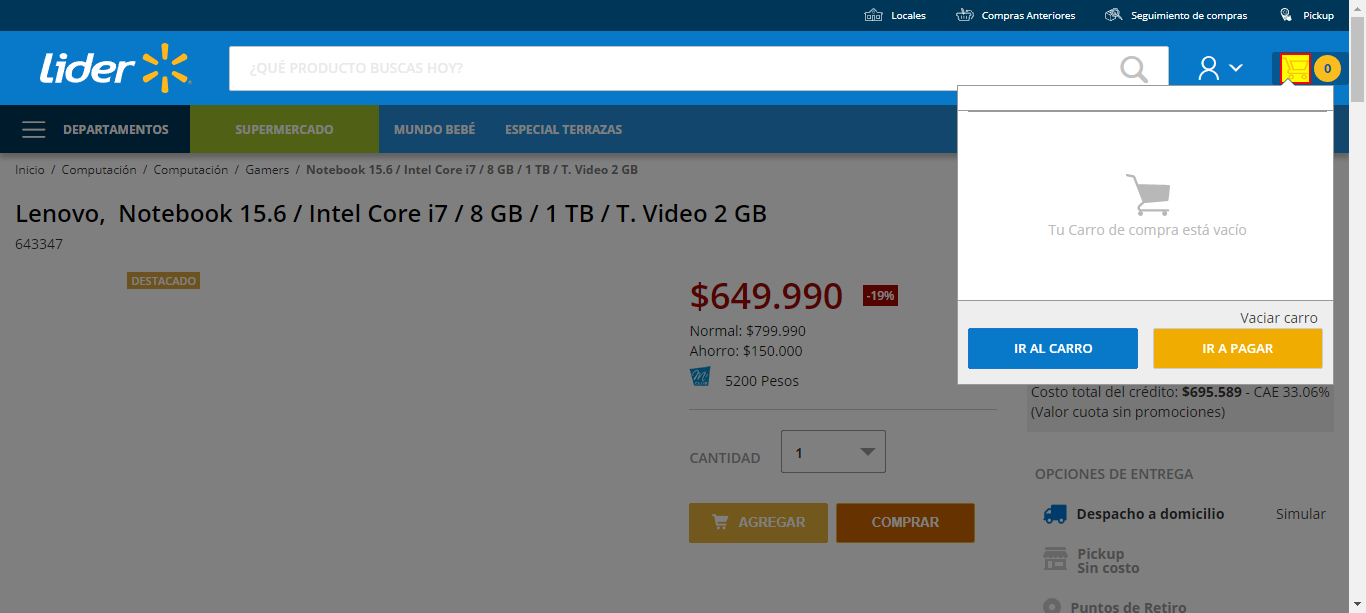 Locales
Compras Anteriores
Seguimiento de compras
Pickup
Lider
¿QUÉ PRODUCTO BUSCAS HOY?
0
DEPARTAMENTOS
SUPERMERCADO
MUNDO BEBÉ
ESPECIAL TERRAZAS
Inicio / Computación / Computación / Gamers / Notebook 15.6 / Intel Core i7 / 8 GB / 1 TB / T. Video 2 GB
Lenovo, Notebook 15.6 / Intel Core i7 / 8 GB / 1 TB / T. Video 2 GB
643347
DESTACADO
$649.990 -19%
Normal: $799.990
Ahorro: $150.000
5200 Pesos
CANTIDAD 1
AGREGAR
COMPRAR
Tu Carro de compra está vacío
Vaciar carro
IR AL CARRO
IR A PAGAR
Costo total del crédito: $695.589 - CAE 33.06%
(Valor cuota sin promociones)
OPCIONES DE ENTREGA
Despacho a domicilio Simular
Pickup
Sin costo
Puntos de Retiro